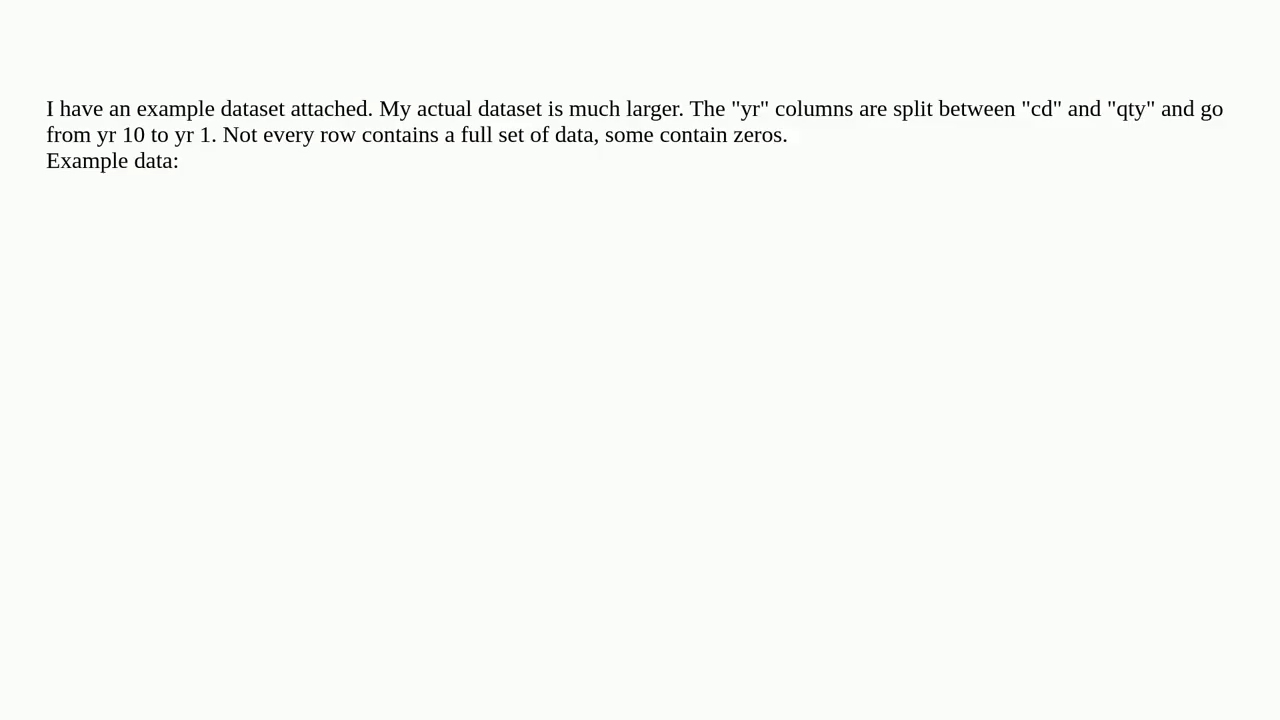 I have an example dataset attached. My actual dataset is much larger. The "yr" columns are split between "cd" and "qty" and go
from yr 10 to yr 1. Not every row contains a full set of data, some contain zeros.
Example data: